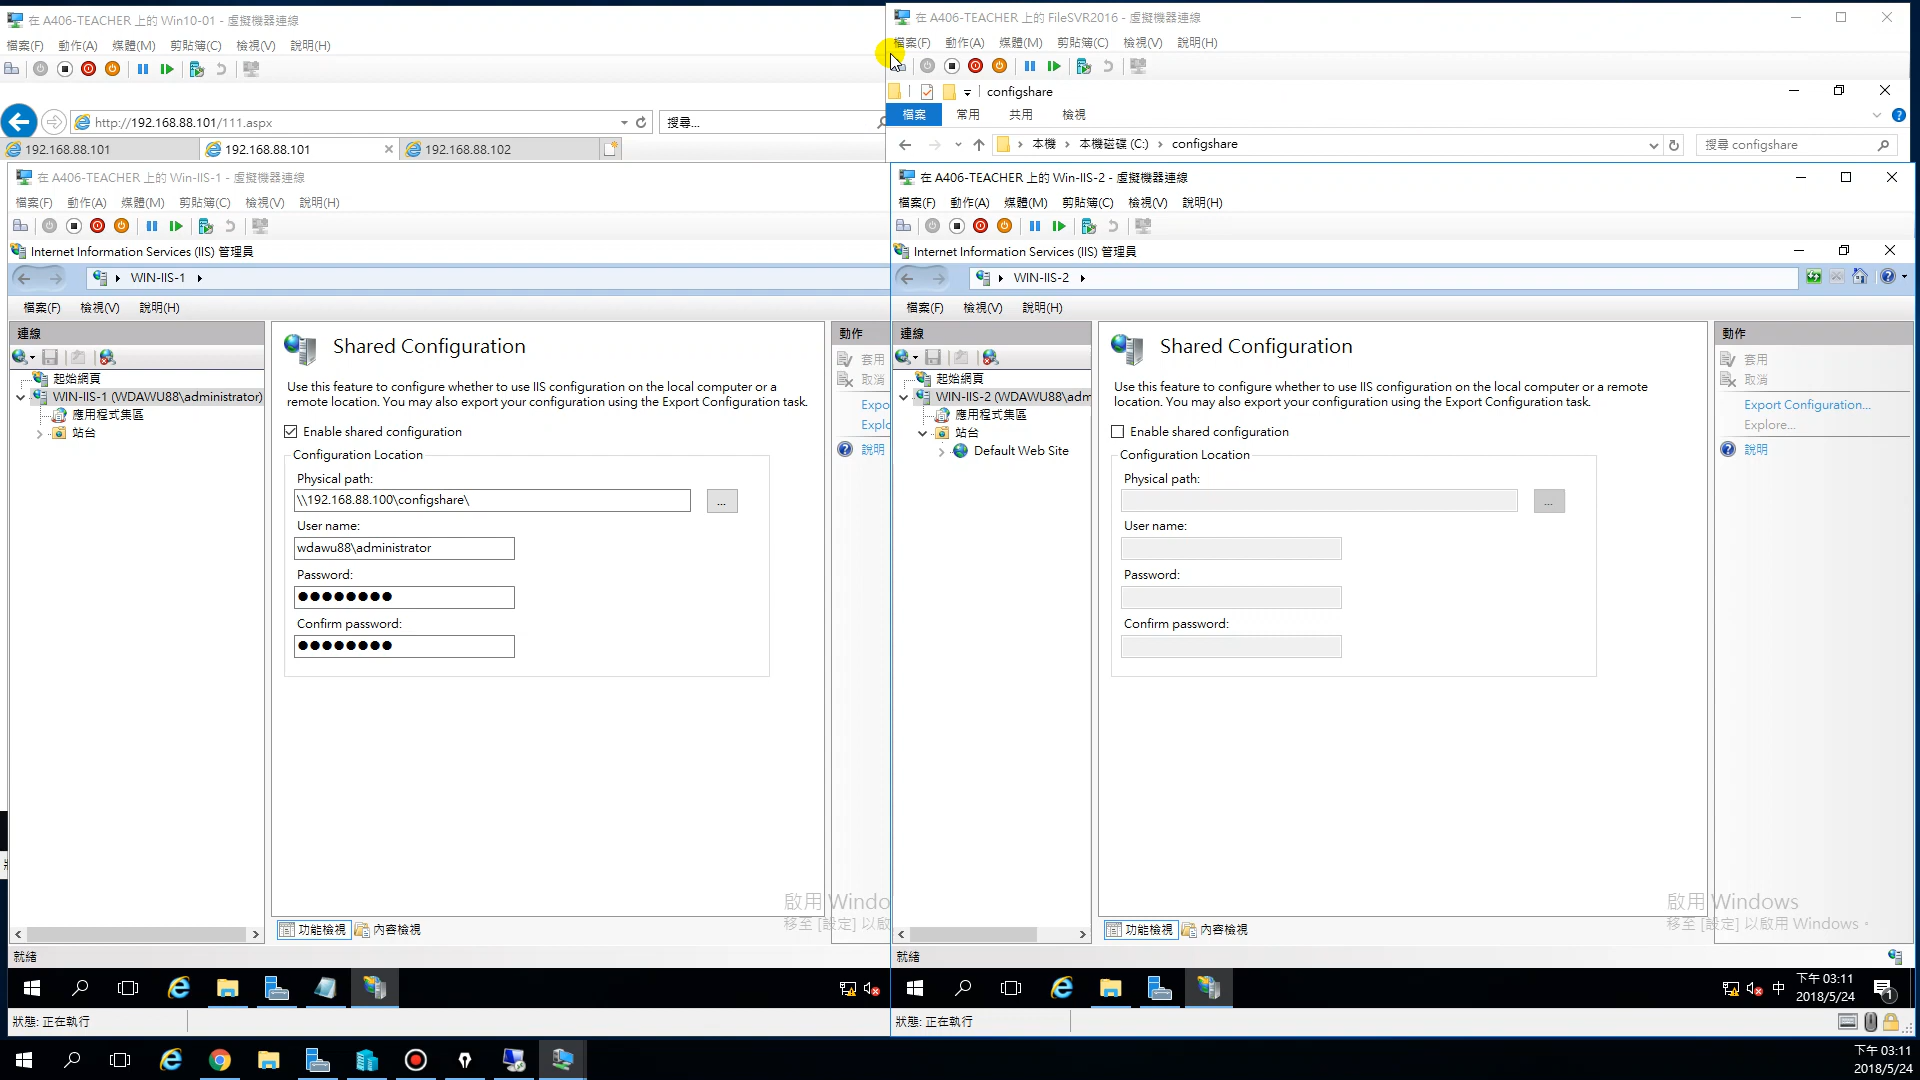 在 A406-TEACHER 上的 Win10-01 - 虛擬機器連線
檔案(F) 動作(A) 媒體(M) 剪貼簿(C) 檢視(V) 說明(H)
http://192.168.88.101/111.aspx
搜尋...
192.168.88.101
192.168.88.101
192.168.88.102
在 A406-TEACHER 上的 FileSVR2016 - 虛擬機器連線
檔案(F) 動作(A) 媒體(M) 剪貼簿(C) 檢視(V) 說明(H)
configshare
檔案 常用 共用 檢視
本機 本機磁碟 (C:) configshare
搜尋 configshare
在 A406-TEACHER 上的 Win-IIS-1 - 虛擬機器連線
檔案(F) 動作(A) 媒體(M) 剪貼簿(C) 檢視(V) 說明(H)
Internet Information Services (IIS) 管理員
WIN-IIS-1
檔案(F) 檢視(V) 說明(H)
連線
起始網頁
WIN-IIS-1 (WDAWU88\administrator)
應用程式集區
站台
Shared Configuration
Use this feature to configure whether to use IIS configuration on the local computer or a
remote location. You may also export your configuration using the Export Configuration task.
Enable shared configuration
Configuration Location
Physical path:
\\192.168.88.100\configshare\
...
User name:
wdawu88\administrator
Password:
●●●●●●●●
Confirm password:
●●●●●●●●
動作
套用
取消
Expo
Explo
說明
啟用 Windo
移至 [設定] 以啟
功能檢視 內容檢視
就緒
狀態: 正在執行
在 A406-TEACHER 上的 Win-IIS-2 - 虛擬機器連線
檔案(F) 動作(A) 媒體(M) 剪貼簿(C) 檢視(V) 說明(H)
Internet Information Services (IIS) 管理員
WIN-IIS-2
檔案(F) 檢視(V) 說明(H)
連線
起始網頁
WIN-IIS-2 (WDAWU88\adm
應用程式集區
站台
Default Web Site
Shared Configuration
Use this feature to configure whether to use IIS configuration on the local computer or a remote
location. You may also export your configuration using the Export Configuration task.
Enable shared configuration
Configuration Location
Physical path:
...
User name:
Password:
Confirm password:
動作
套用
取消
Export Configuration...
Explore...
說明
啟用 Windows
移至 [設定] 以啟用 Windows。
功能檢視 內容檢視
就緒
中
下午 03:11
2018/5/24
1
狀態: 正在執行
下午 03:11
2018/5/24